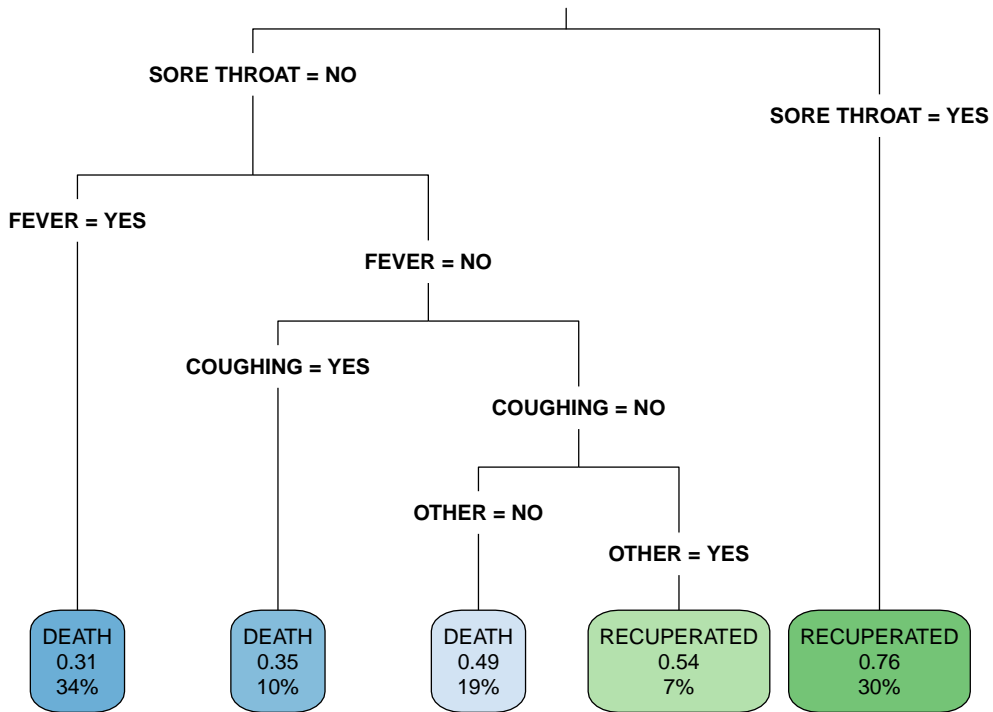 SORE THROAT = NO
SORE THROAT = YES
FEVER = YES
FEVER = NO
COUGHING = YES
COUGHING = NO
OTHER = NO
OTHER = YES
DEATH
0.31
34%
DEATH
0.35
10%
DEATH
0.49
19%
RECUPERATED
0.54
7%
RECUPERATED
0.76
30%